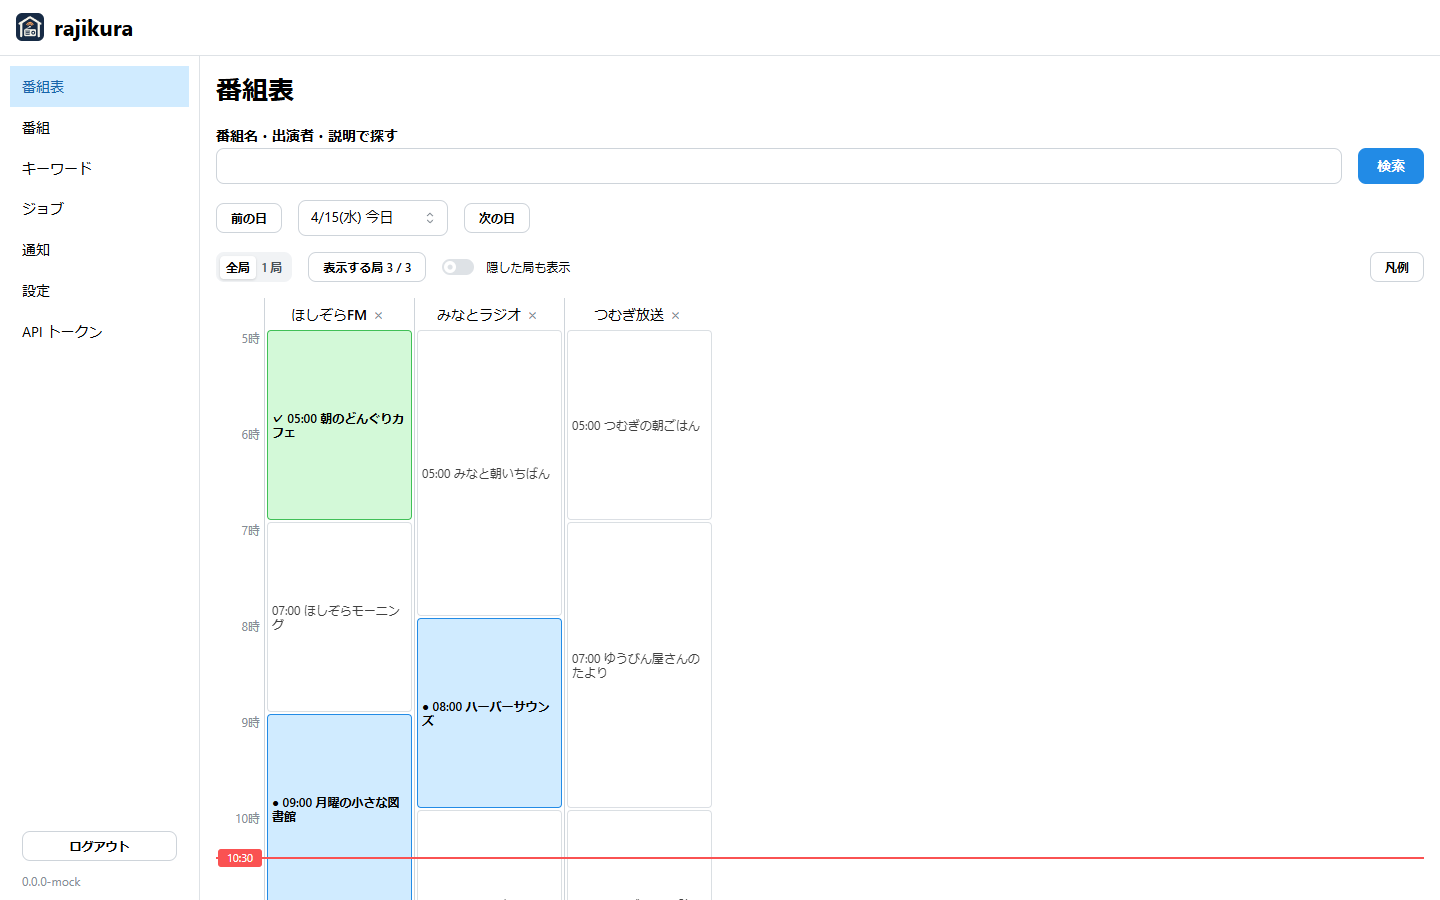 rajikura
番組表
番組
キーワード
ジョブ
通知
設定
API トークン
ログアウト
0.0.0-mock
番組表
番組名・出演者・説明で探す
検索
前の日
4/15(水) 今日
次の日
全局
1 局
表示する局 3 / 3
隠した局も表示
凡例
ほしぞらFM ×
みなとラジオ ×
つむぎ放送 ×
5時
6時
7時
8時
9時
10時
10:30
✓ 05:00 朝のどんぐりカ
フェ
07:00 ほしぞらモーニン
グ
● 09:00 月曜の小さな図
書館
05:00 みなと朝いちばん
● 08:00 ハーバーサウン
ズ
05:00 つむぎの朝ごはん
07:00 ゆうびん屋さんの
たより